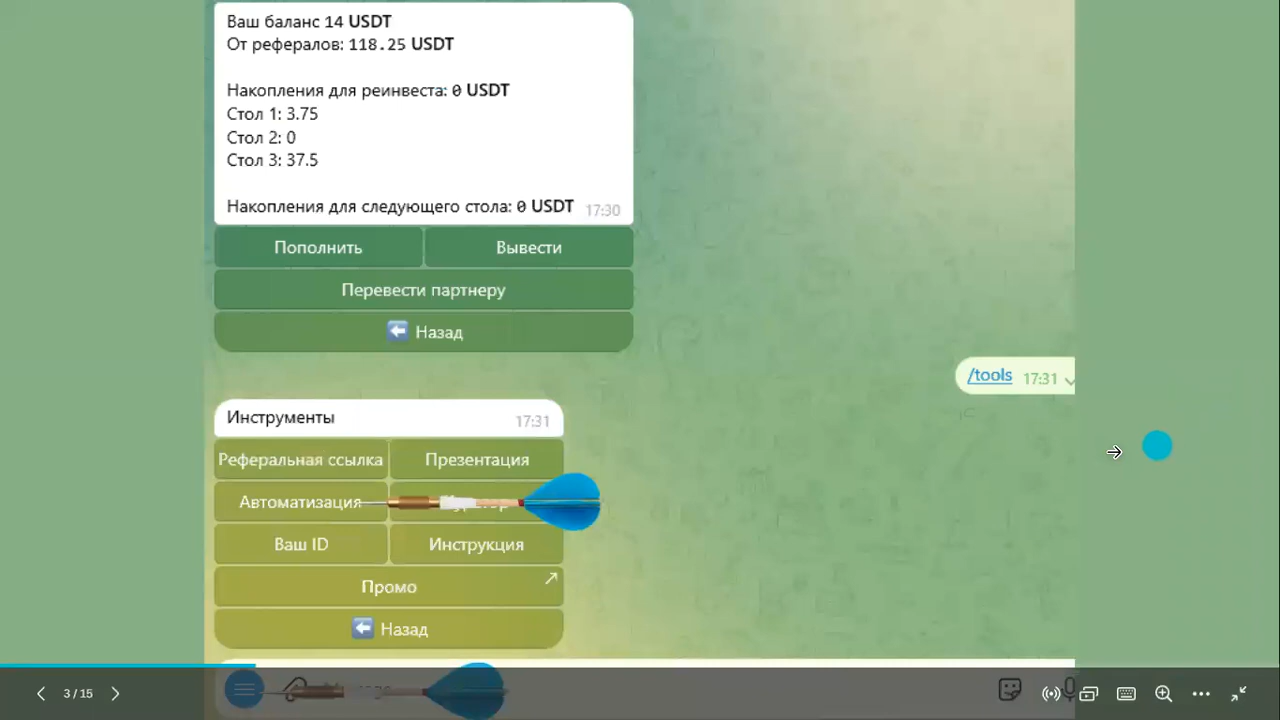 Ваш баланс 14 USDT
От рефералов: 118.25 USDT
Накопления для реинвеста: 0 USDT
Стол 1: 3.75
Стол 2: 0
Стол 3: 37.5
Накопления для следующего стола: 0 USDT 17:30
Пополнить Вывести
Перевести партнеру
Назад
/tools 17:31
Инструменты 17:31
Реферальная ссылка Презентация
Автоматизация
Ваш ID Инструкция
Промо
Назад
3 / 15